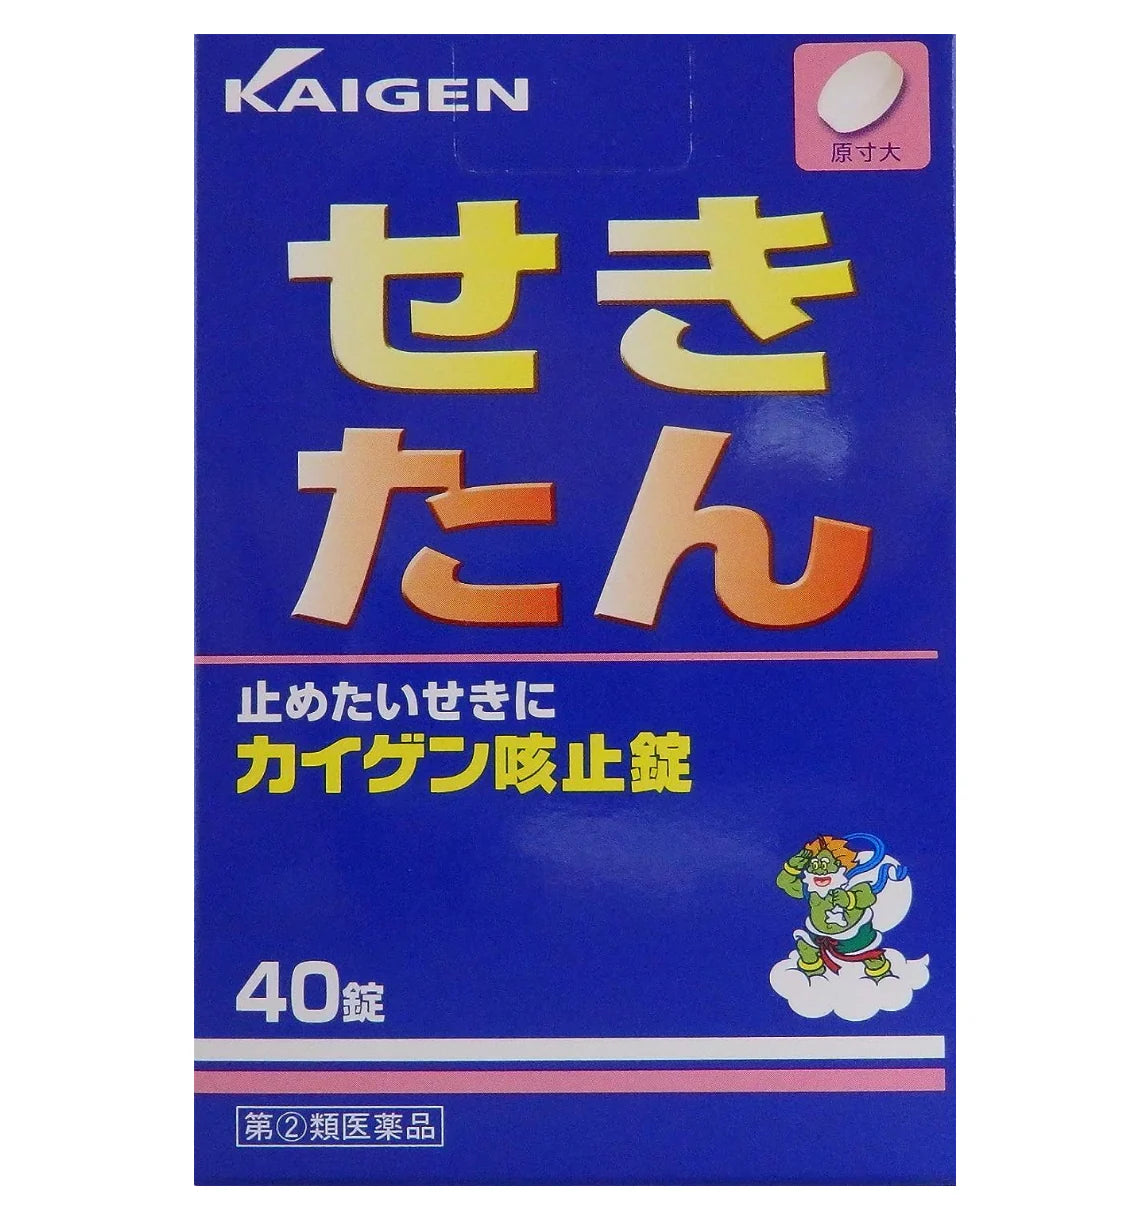 KAIGEN
原寸大
せき
たん
止めたいせきに
カイゲン咳止錠
40錠
第②類医薬品